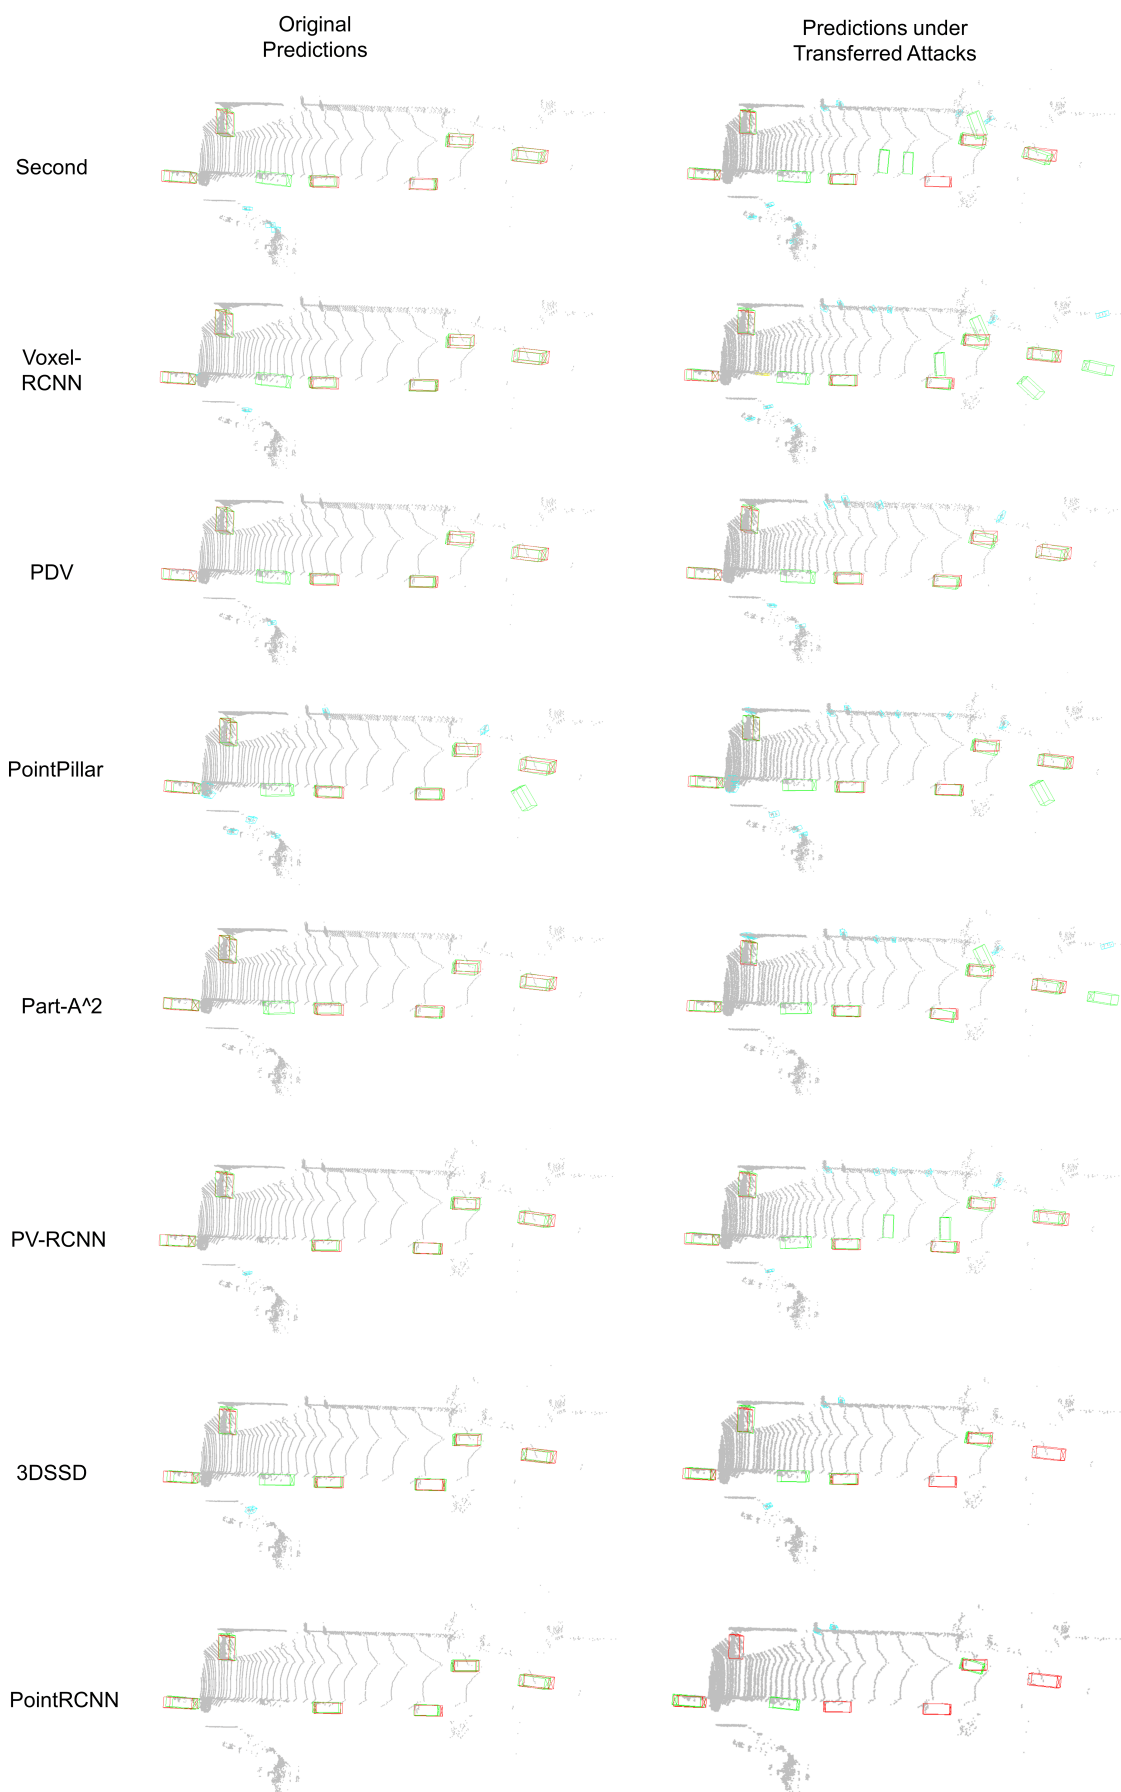 Original
Predictions
Predictions under
Transferred Attacks
Second
Voxel-
RCNN
PDV
PointPillar
Part-A^2
PV-RCNN
3DSSD
PointRCNN